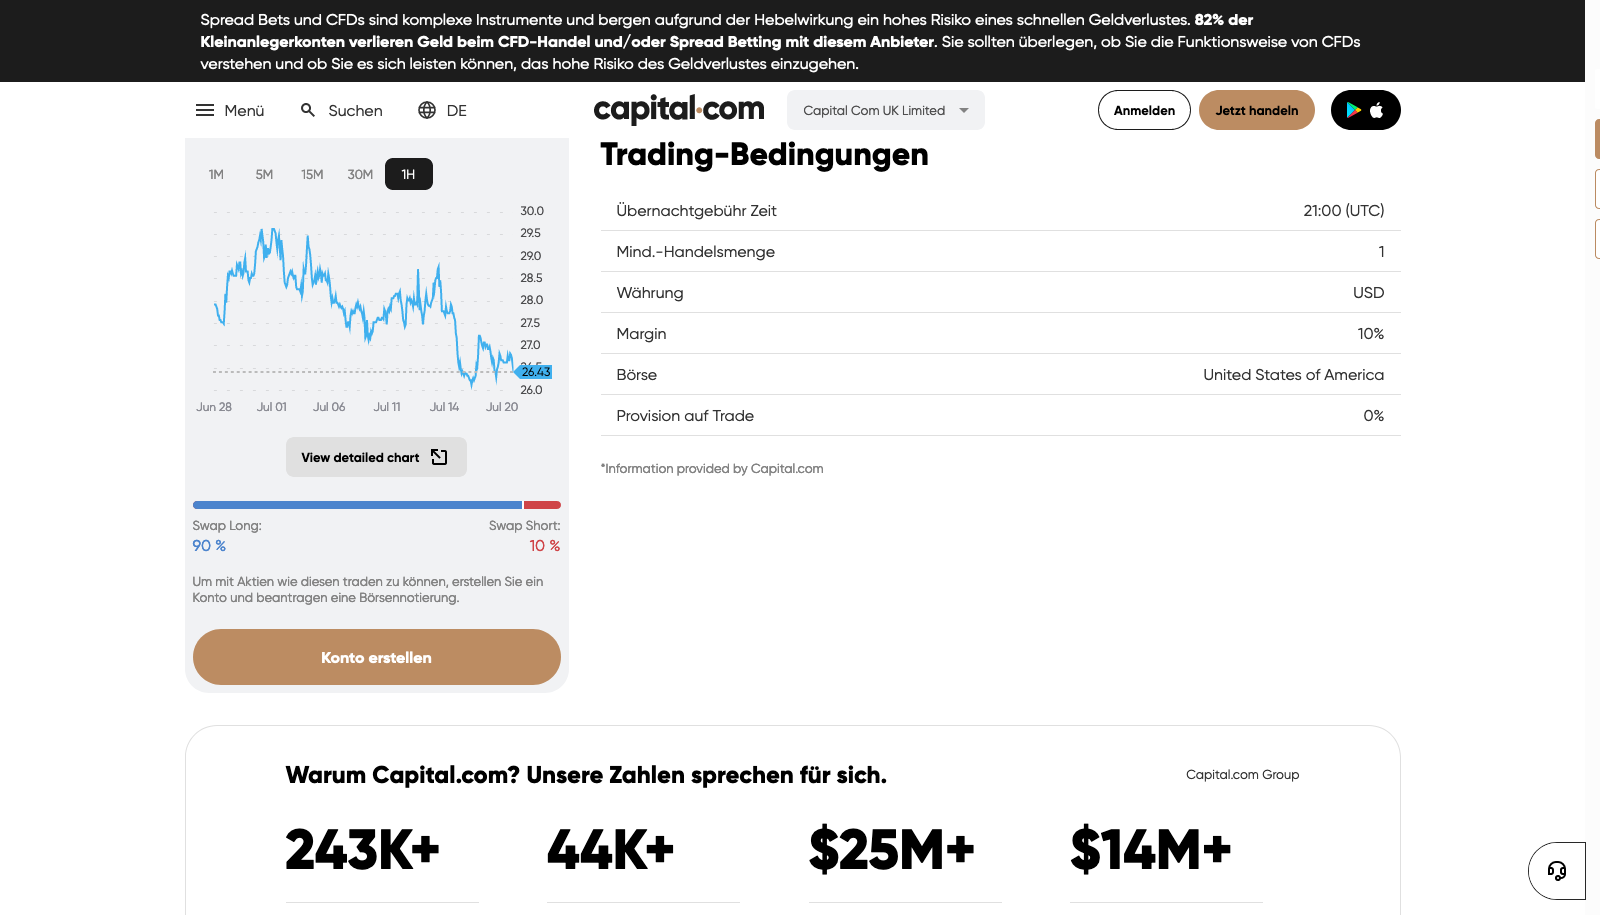 Spread Bets und CFDs sind komplexe Instrumente und bergen aufgrund der Hebelwirkung ein hohes Risiko eines schnellen Geldverlustes. 82% der
Kleinanlegerkonten verlieren Geld beim CFD-Handel und/oder Spread Betting mit diesem Anbieter. Sie sollten überlegen, ob Sie die Funktionsweise von CFDs
verstehen und ob Sie es sich leisten können, das hohe Risiko des Geldverlustes einzugehen.
Menü Suchen DE capital.com Capital Com UK Limited Anmelden Jetzt handeln
1M 5M 15M 30M 1H
30.0
29.5
29.0
28.5
28.0
27.5
27.0
26.43
26.0
Jun 28 Jul 01 Jul 06 Jul 11 Jul 14 Jul 20
View detailed chart
Swap Long: Swap Short:
90 % 10 %
Um mit Aktien wie diesen traden zu können, erstellen Sie ein
Konto und beantragen eine Börsennotierung.
Konto erstellen
Trading-Bedingungen
Übernachtgebühr Zeit 21:00 (UTC)
Mind.-Handelsmenge 1
Währung USD
Margin 10%
Börse United States of America
Provision auf Trade 0%
*Information provided by Capital.com
Warum Capital.com? Unsere Zahlen sprechen für sich. Capital.com Group
243K+ 44K+ $25M+ $14M+